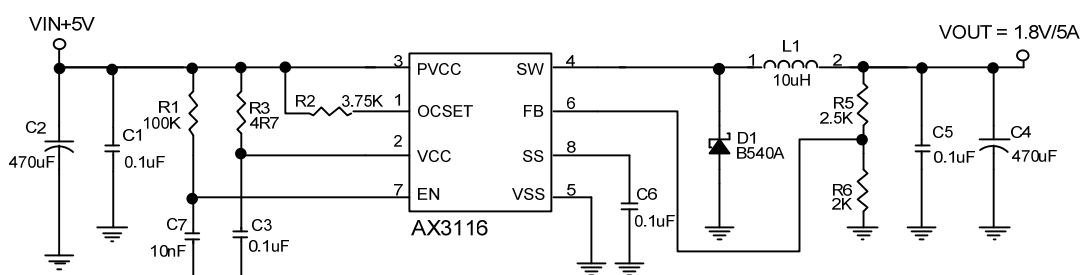 VIN+5V
VOUT = 1.8V/5A
C2
470uF
C1
0.1uF
R1
100K
R3
4R7
R2
3.75K
C7
10nF
C3
0.1uF
3
PVCC
1
OCSET
2
VCC
7
EN
SW
4
FB
6
SS
8
VSS
5
AX3116
C6
0.1uF
D1
B540A
L1
1
2
10uH
R5
2.5K
R6
2K
C5
0.1uF
C4
470uF